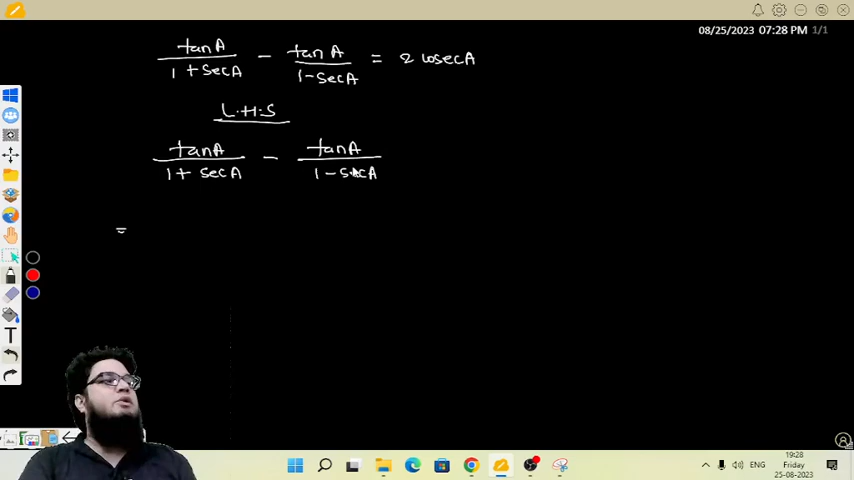 08/25/2023 07:28 PM 1/1
tanA / 1 + secA - tanA / 1 - secA = 2 cosecA
L.H.S
tanA / 1 + secA - tanA / 1 - secA
=
T
ENG
19:28
Friday
25-08-2023